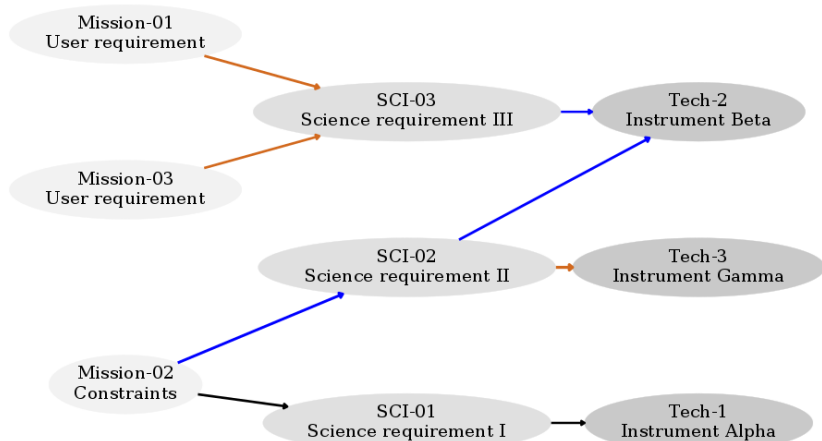 Mission-01
User requirement
SCI-03
Science requirement III
Tech-2
Instrument Beta
Mission-03
User requirement
SCI-02
Science requirement II
Tech-3
Instrument Gamma
Mission-02
Constraints
SCI-01
Science requirement I
Tech-1
Instrument Alpha